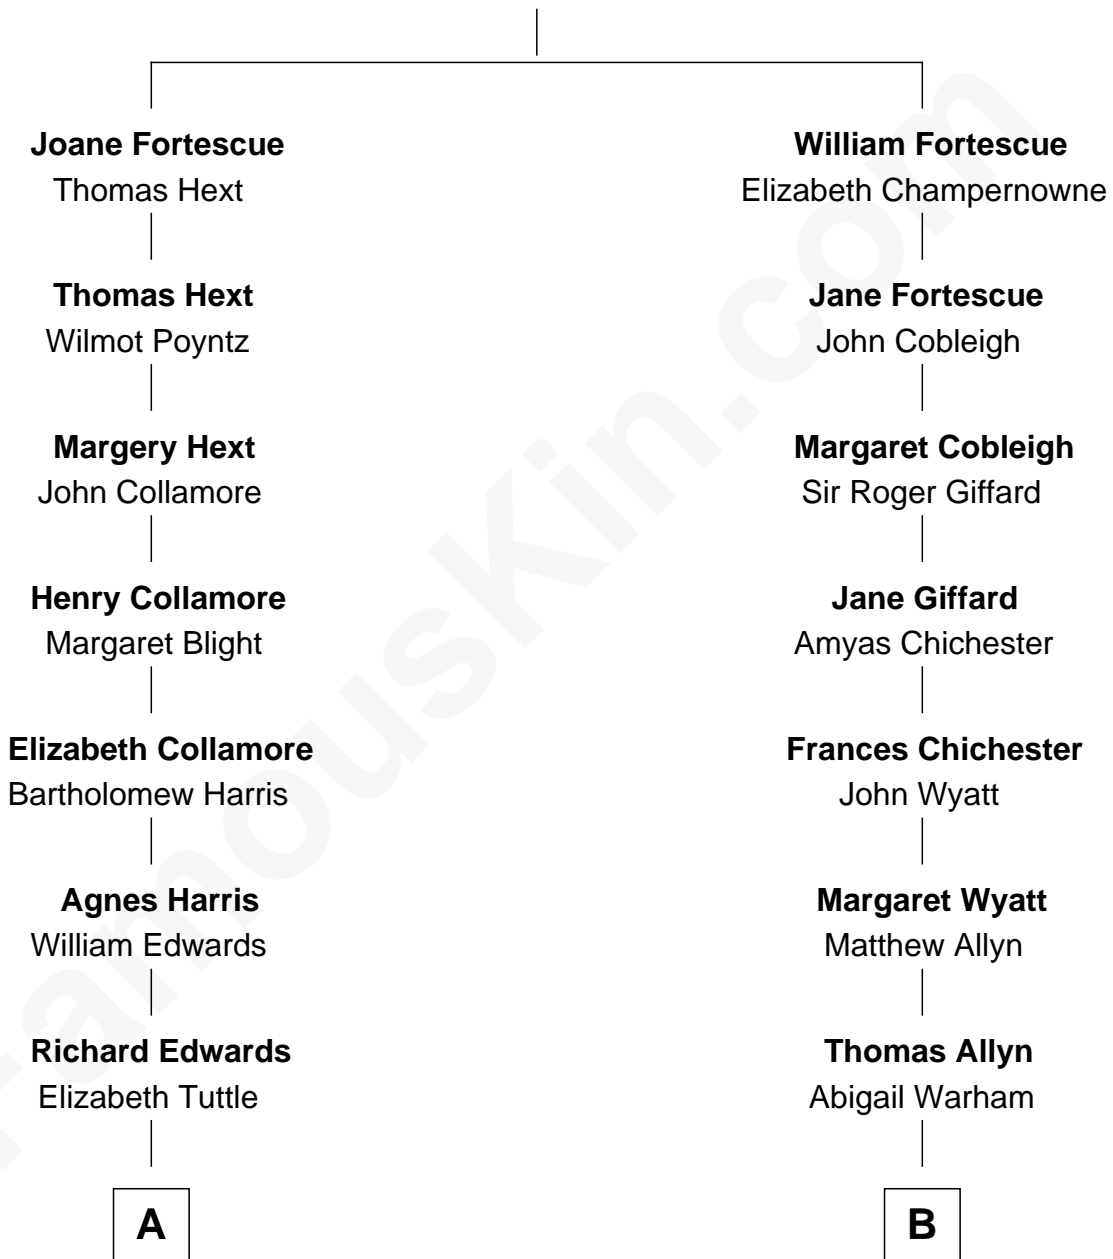 Joane Fortescue
Thomas Hext
Thomas Hext
Wilmot Poyntz
Margery Hext
John Collamore
Henry Collamore
Margaret Blight
Elizabeth Collamore
Bartholomew Harris
Agnes Harris
William Edwards
Richard Edwards
Elizabeth Tuttle
A
William Fortescue
Elizabeth Champernowne
Jane Fortescue
John Cobleigh
Margaret Cobleigh
Sir Roger Giffard
Jane Giffard
Amyas Chichester
Frances Chichester
John Wyatt
Margaret Wyatt
Matthew Allyn
Thomas Allyn
Abigail Warham
B
FamousKin.com